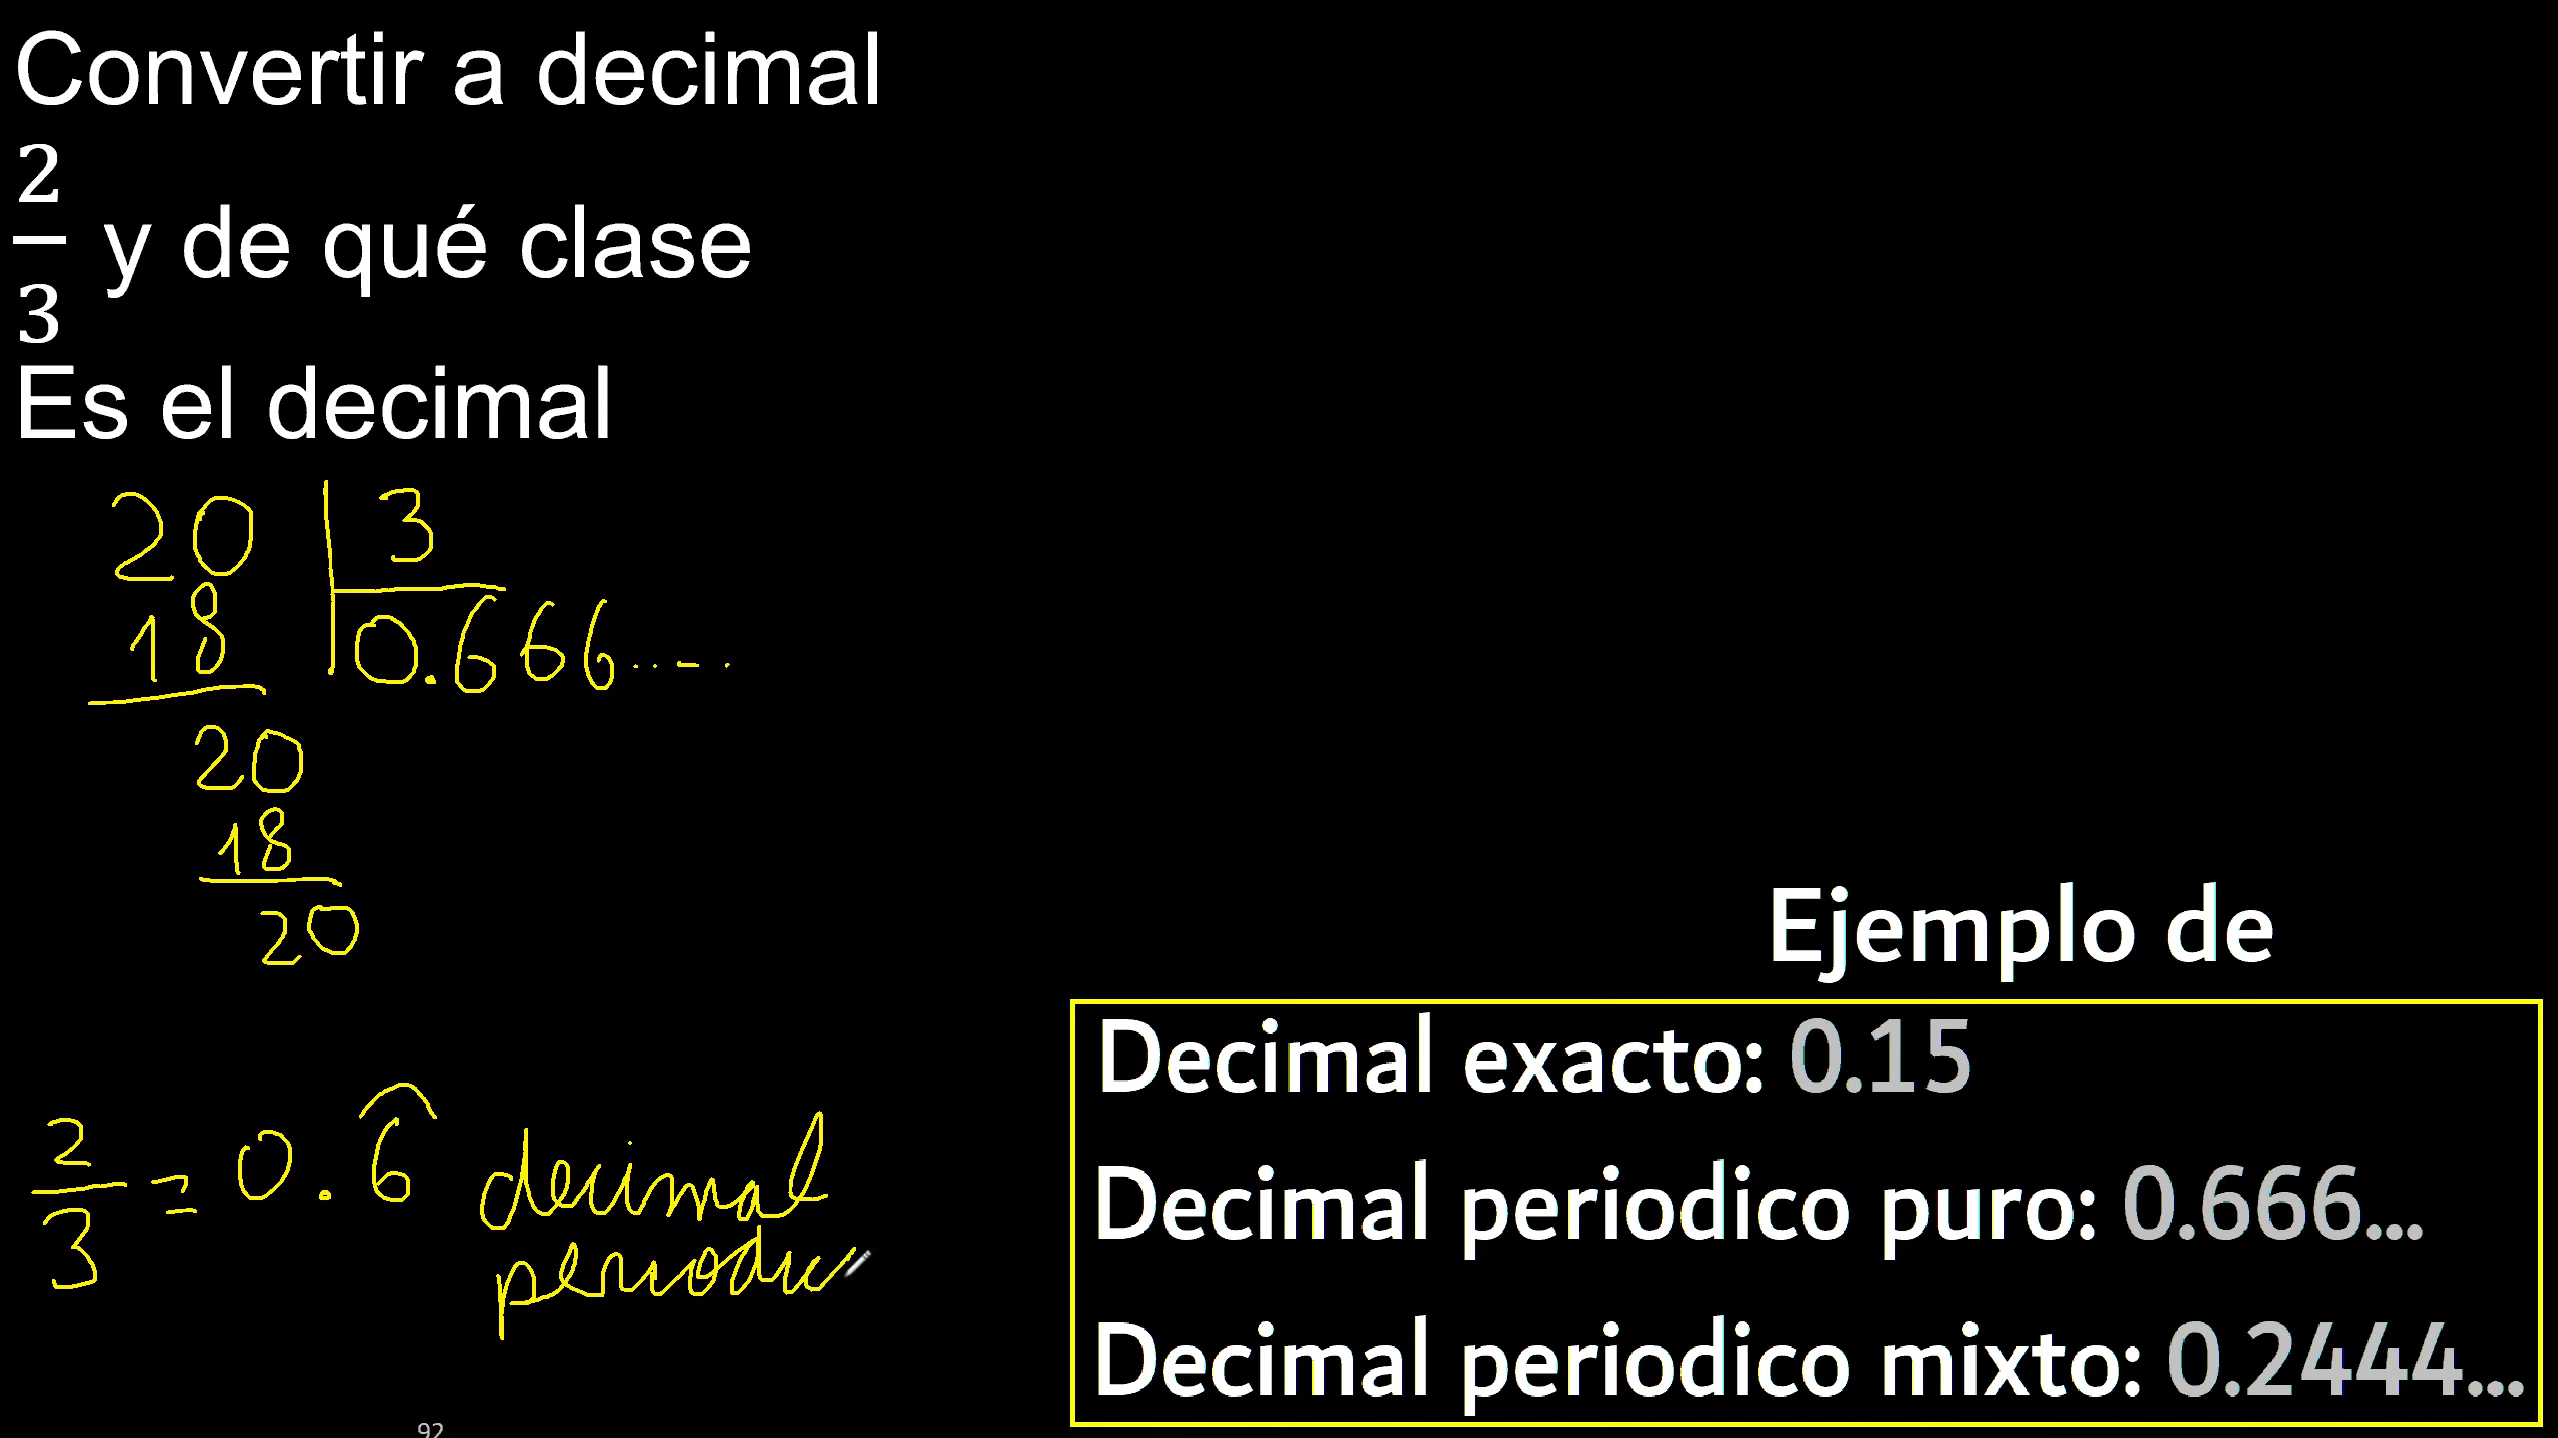 Convertir a decimal
2/3 y de qué clase
Es el decimal
20 | 3
18 0.666.....
20
18
20
2/3 = 0.6̂ decimal
Ejemplo de
Decimal exacto: 0.15
Decimal periodico puro: 0.666...
Decimal periodico mixto: 0.2444...
92